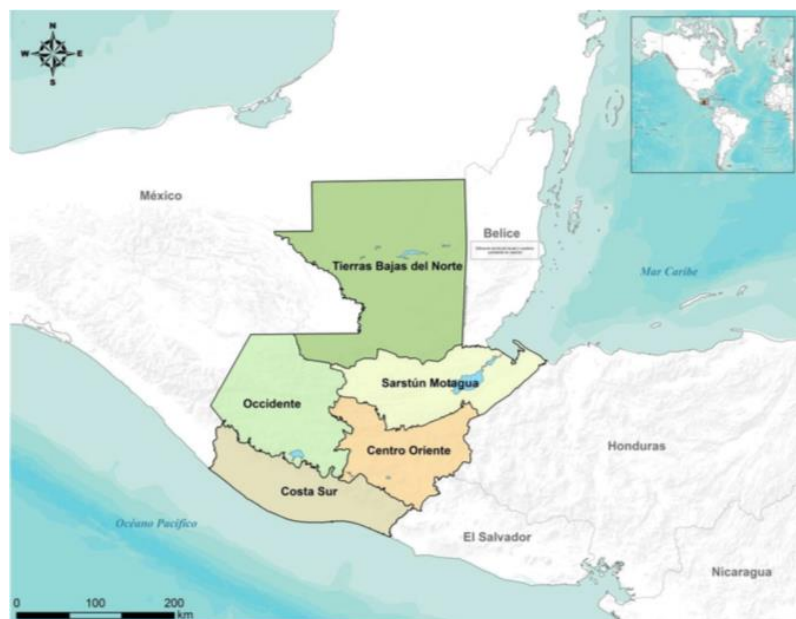 N
W E
S
México
Belice
Tierras Bajas del Norte
Mar Caribe
Sarstún Motagua
Occidente
Centro Oriente
Honduras
Costa Sur
Océano Pacífico
El Salvador
Nicaragua
0 100 200
km